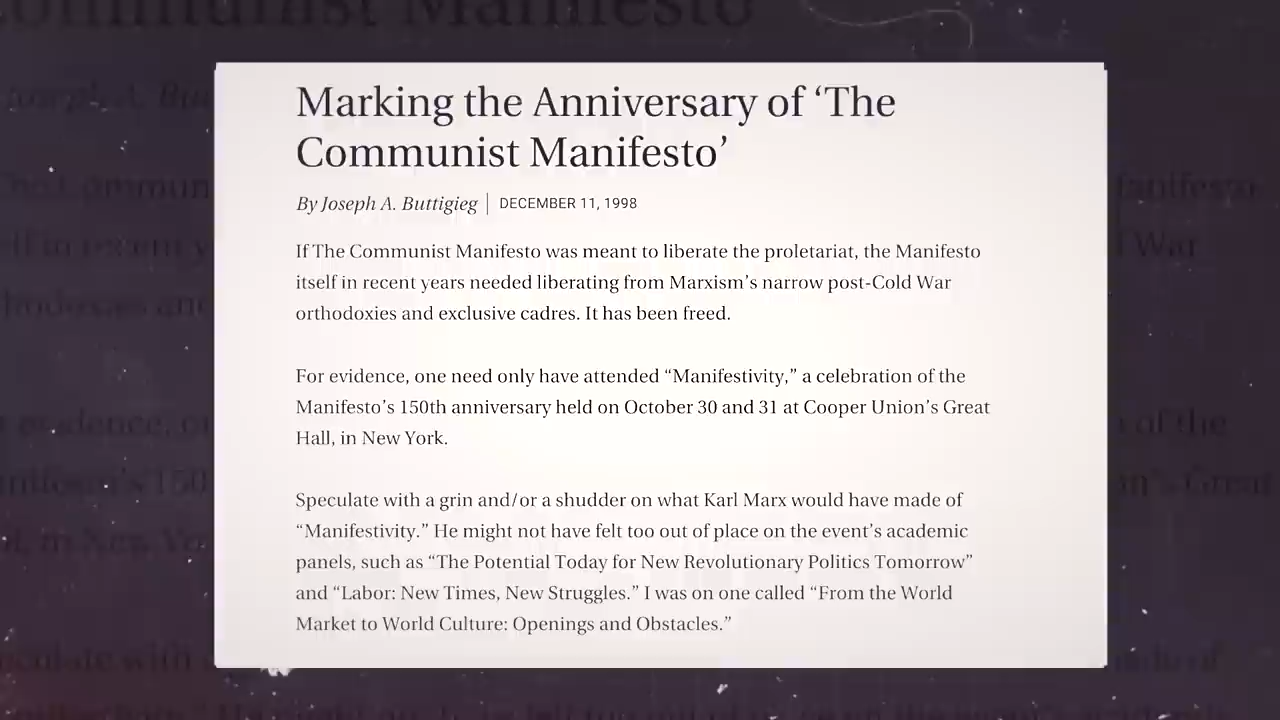 Marking the Anniversary of ‘The
Communist Manifesto’
By Joseph A. Buttigieg | DECEMBER 11, 1998
If The Communist Manifesto was meant to liberate the proletariat, the Manifesto
itself in recent years needed liberating from Marxism’s narrow post-Cold War
orthodoxies and exclusive cadres. It has been freed.
For evidence, one need only have attended “Manifestivity,” a celebration of the
Manifesto’s 150th anniversary held on October 30 and 31 at Cooper Union’s Great
Hall, in New York.
Speculate with a grin and/or a shudder on what Karl Marx would have made of
“Manifestivity.” He might not have felt too out of place on the event’s academic
panels, such as “The Potential Today for New Revolutionary Politics Tomorrow”
and “Labor: New Times, New Struggles.” I was on one called “From the World
Market to World Culture: Openings and Obstacles.”